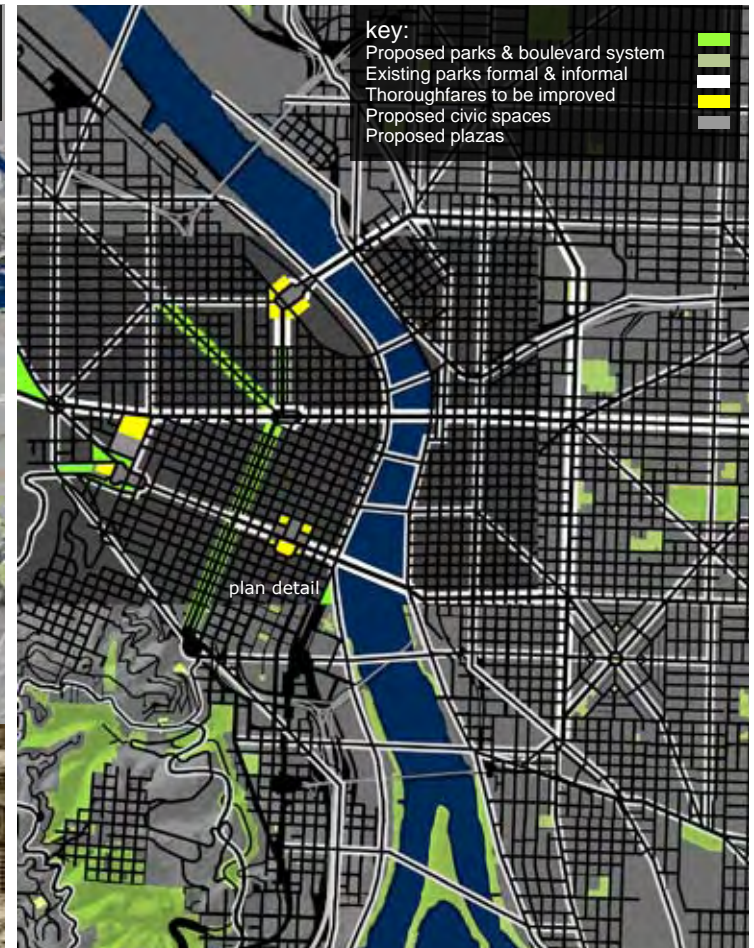 key:
Proposed parks & boulevard system
Existing parks formal & informal
Thoroughfares to be improved
Proposed civic spaces
Proposed plazas
plan detail